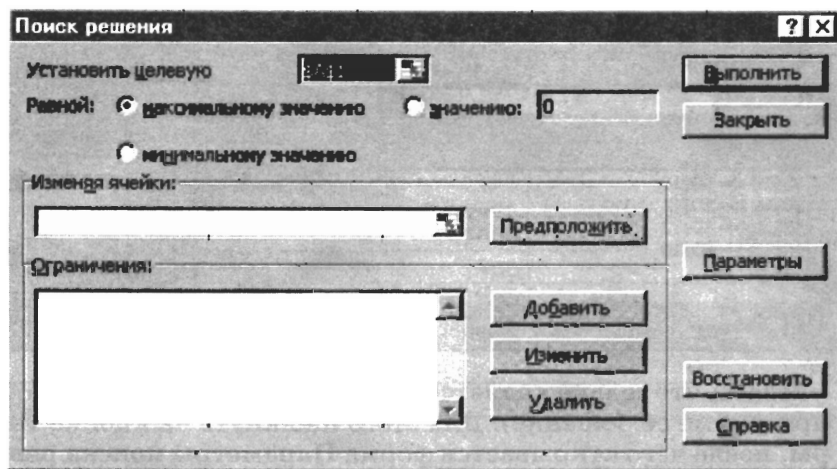 Поиск решения
Установить целевую
Выполнить
Равной: максимальному значению значению: 0
Закрыть
минимальному значению
Изменяя ячейки:
Предположить
Ограничения:
Параметры
Добавить
Изменить
Восстановить
Удалить
Справка